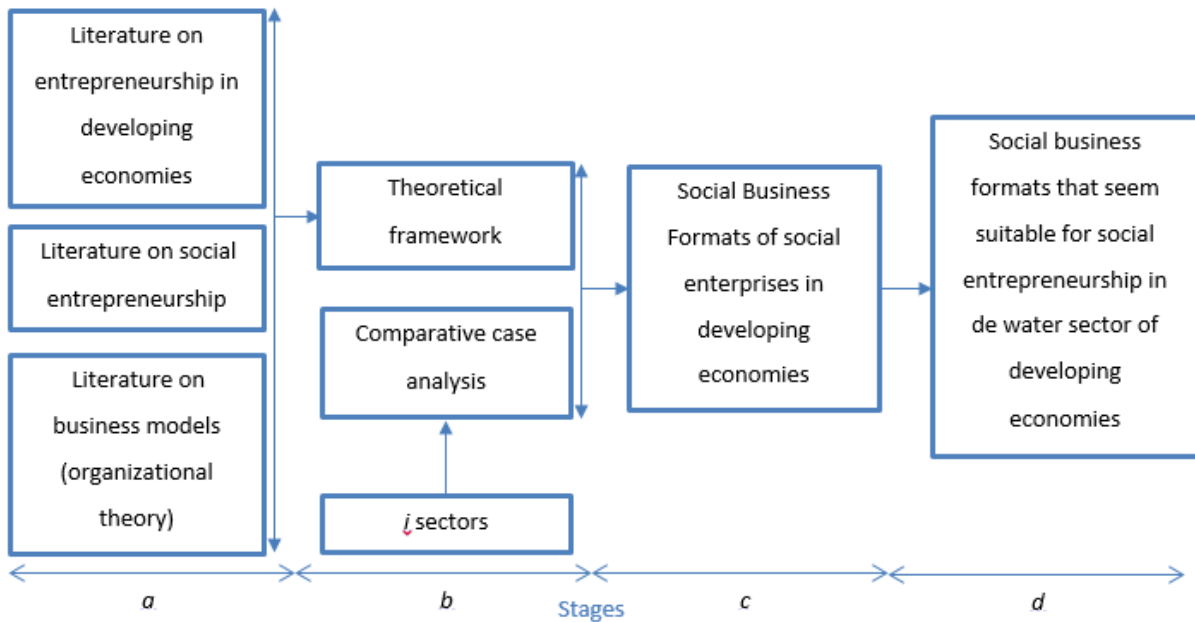 Literature on
entrepreneurship in
developing
economies
Literature on social
entrepreneurship
Literature on
business models
(organizational
theory)
Theoretical
framework
Comparative case
analysis
i sectors
Social Business
Formats of social
enterprises in
developing
economies
Social business
formats that seem
suitable for social
entrepreneurship in
de water sector of
developing
economies
a
b
Stages
c
d